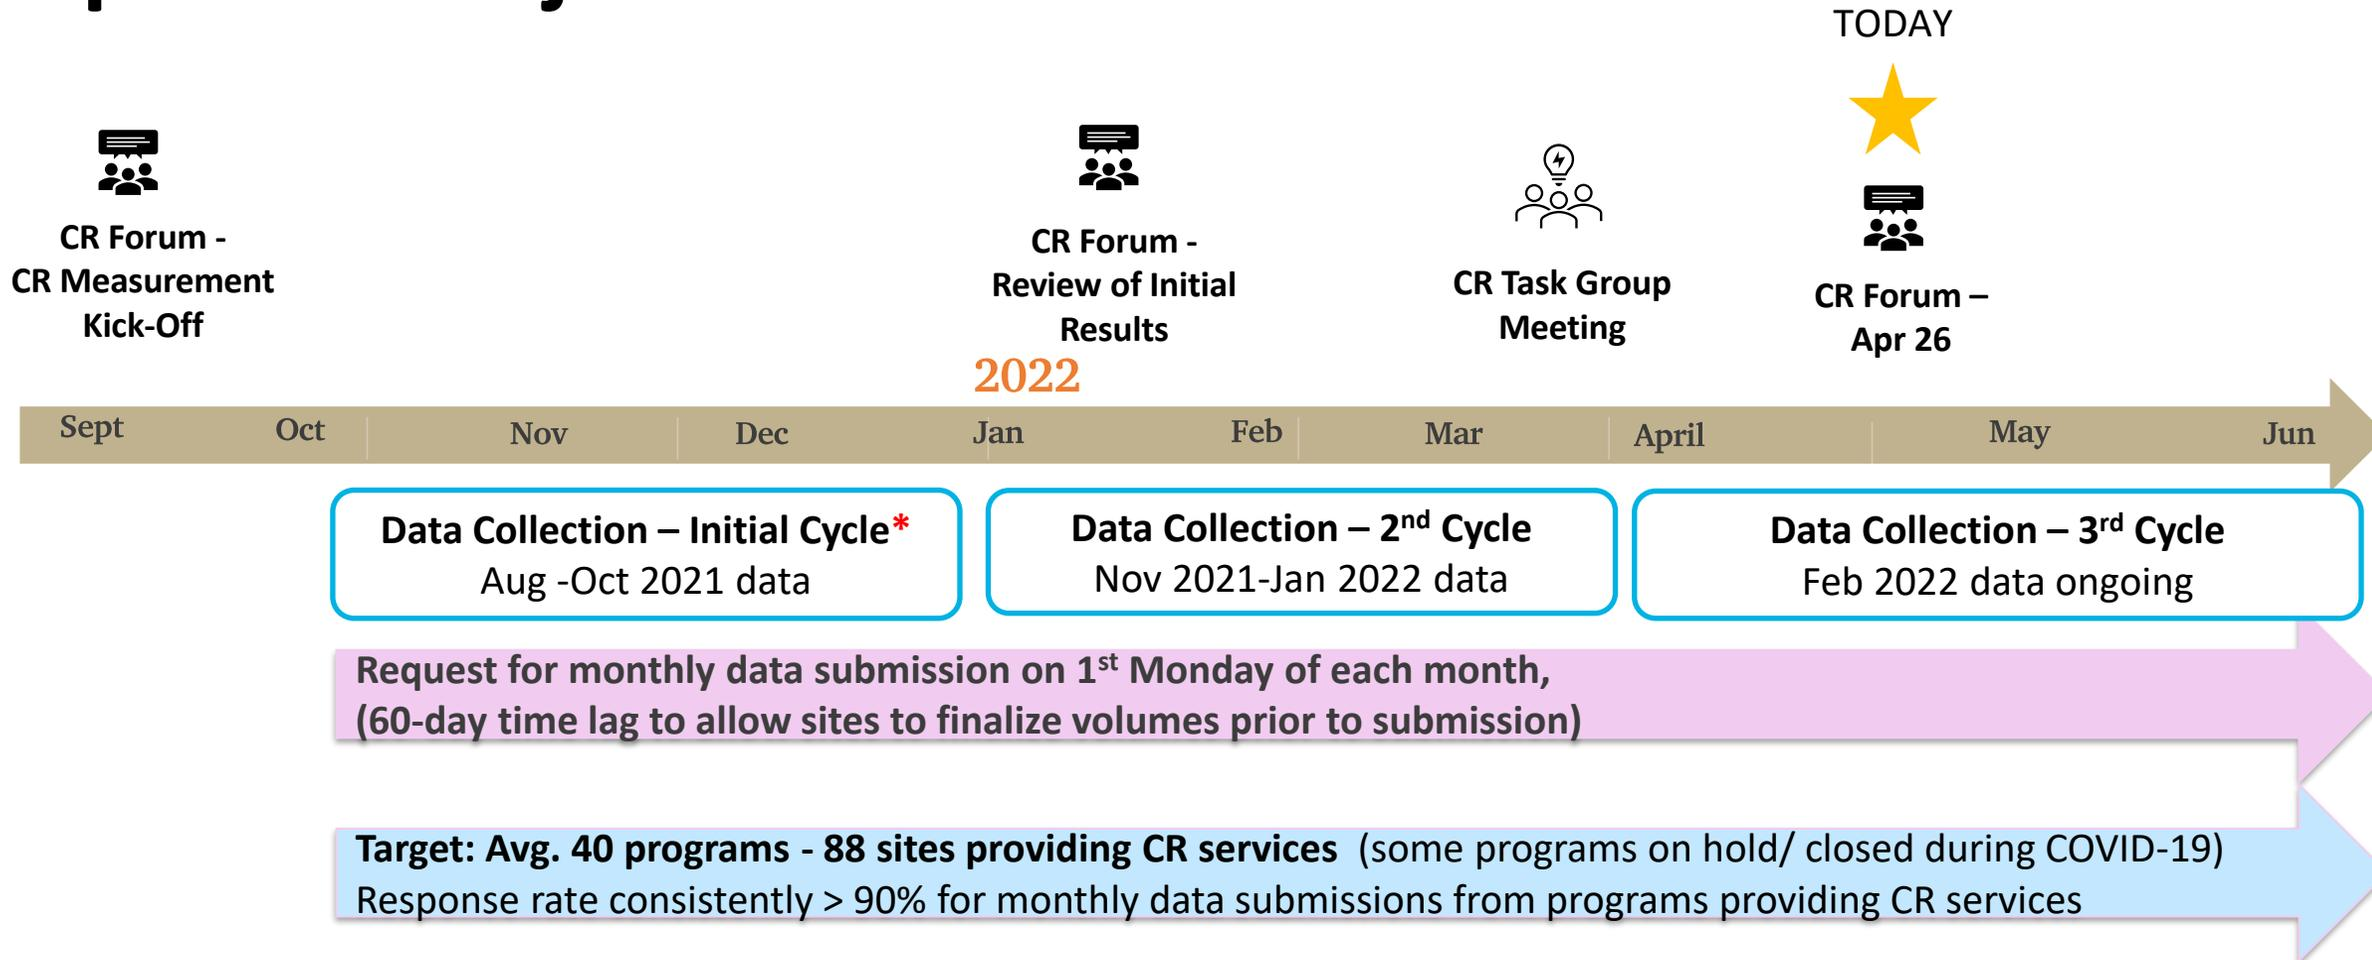 TODAY
CR Forum -
CR Measurement
Kick-Off
CR Forum -
Review of Initial
Results
CR Task Group
Meeting
CR Forum –
Apr 26
2022
Sept Oct Nov Dec Jan Feb Mar April May Jun
Data Collection – Initial Cycle*
Aug -Oct 2021 data
Data Collection – 2nd Cycle
Nov 2021-Jan 2022 data
Data Collection – 3rd Cycle
Feb 2022 data ongoing
Request for monthly data submission on 1st Monday of each month,
(60-day time lag to allow sites to finalize volumes prior to submission)
Target: Avg. 40 programs - 88 sites providing CR services (some programs on hold/ closed during COVID-19)
Response rate consistently > 90% for monthly data submissions from programs providing CR services